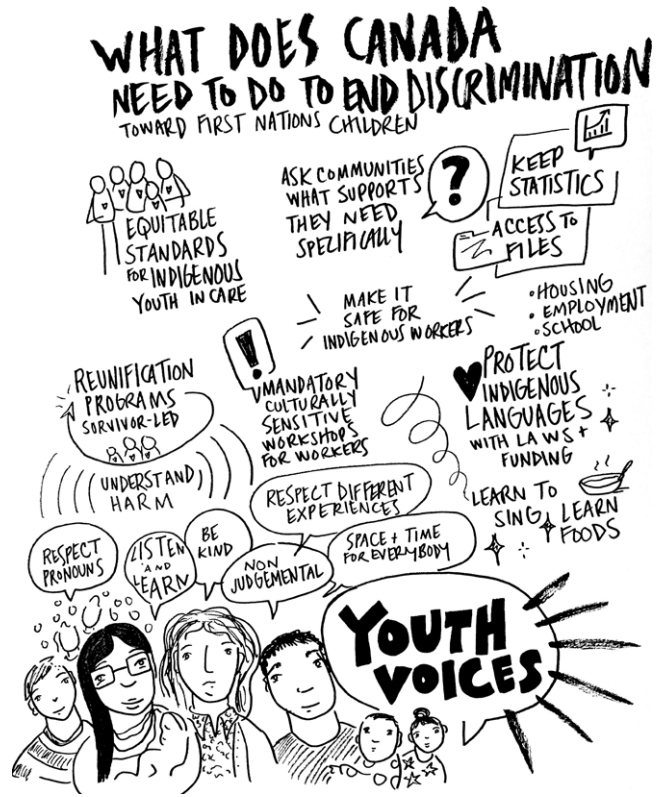 WHAT DOES CANADA
NEED TO DO TO END DISCRIMINATION
TOWARD FIRST NATIONS CHILDREN
EQUITABLE
STANDARDS
FOR INDIGENOUS
YOUTH IN CARE
ASK COMMUNITIES
WHAT SUPPORTS
THEY NEED
SPECIFICALLY
?
KEEP
STATISTICS
ACCESS TO
FILES
MAKE IT
SAFE FOR
INDIGENOUS WORKERS
• HOUSING
• EMPLOYMENT
• SCHOOL
REUNIFICATION
PROGRAMS
SORVIVOR-LED
UNDERSTAND
HARM
!
MANDATORY
CULTURALLY
SENSITIVE
WORKSHOPS
FOR WORKERS
PROTECT
INDIGENOUS
LANGUAGES
WITH LAWS +
FUNDING
LEARN TO
SING
LEARN
FOODS
RESPECT
PRONOUNS
LISTEN
AND
LEARN
BE
KIND
RESPECT DIFFERENT
EXPERIENCES
NON
JUDGEMENTAL
SPACE + TIME
FOR EVERYBODY
YOUTH
VOICES